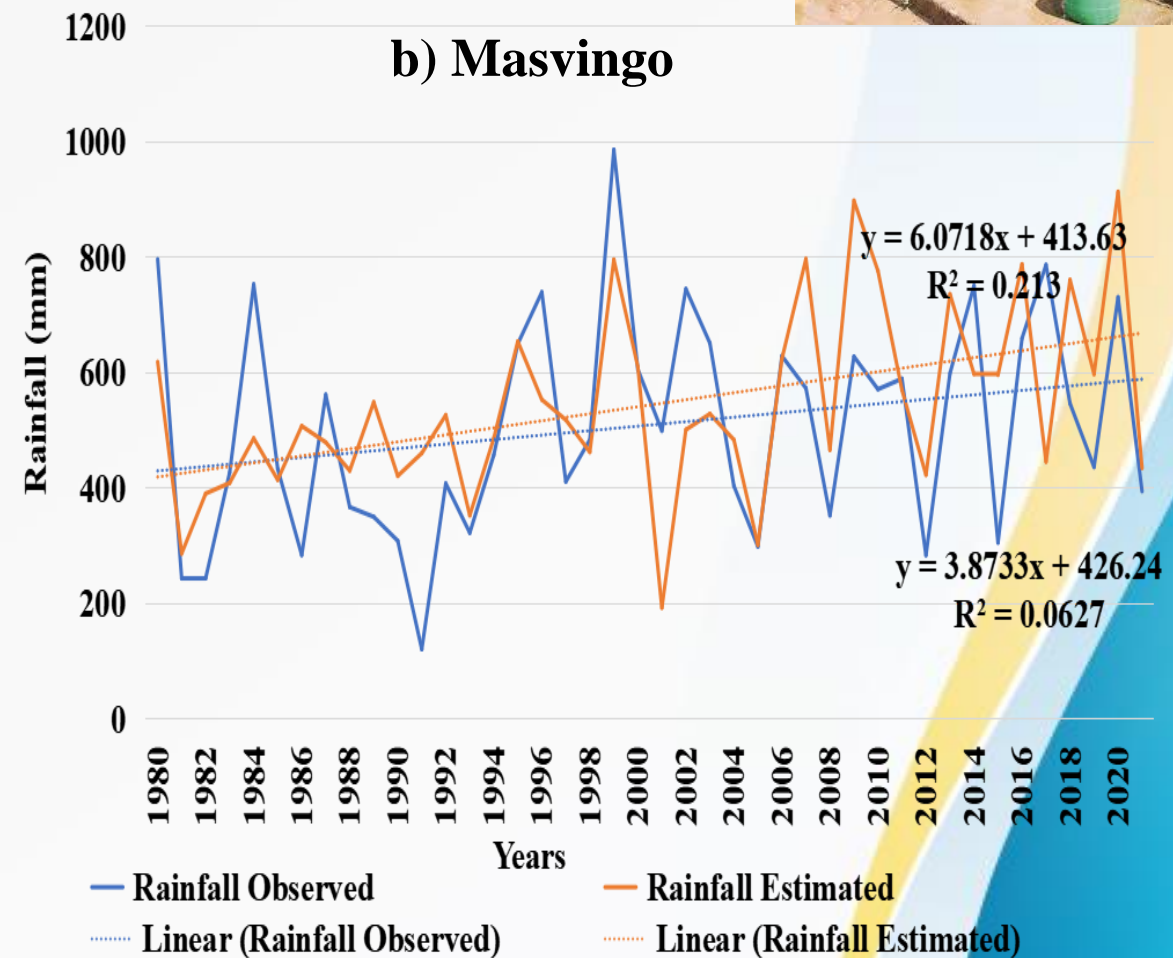 b) Masvingo
Rainfall (mm)
1200
1000
800
600
400
200
0
y = 6.0718x + 413.63
R² = 0.213
y = 3.8733x + 426.24
R² = 0.0627
1980
1982
1984
1986
1988
1990
1992
1994
1996
1998
2000
2002
2004
2006
2008
2010
2012
2014
2016
2018
2020
Years
Rainfall Observed
Rainfall Estimated
Linear (Rainfall Observed)
Linear (Rainfall Estimated)